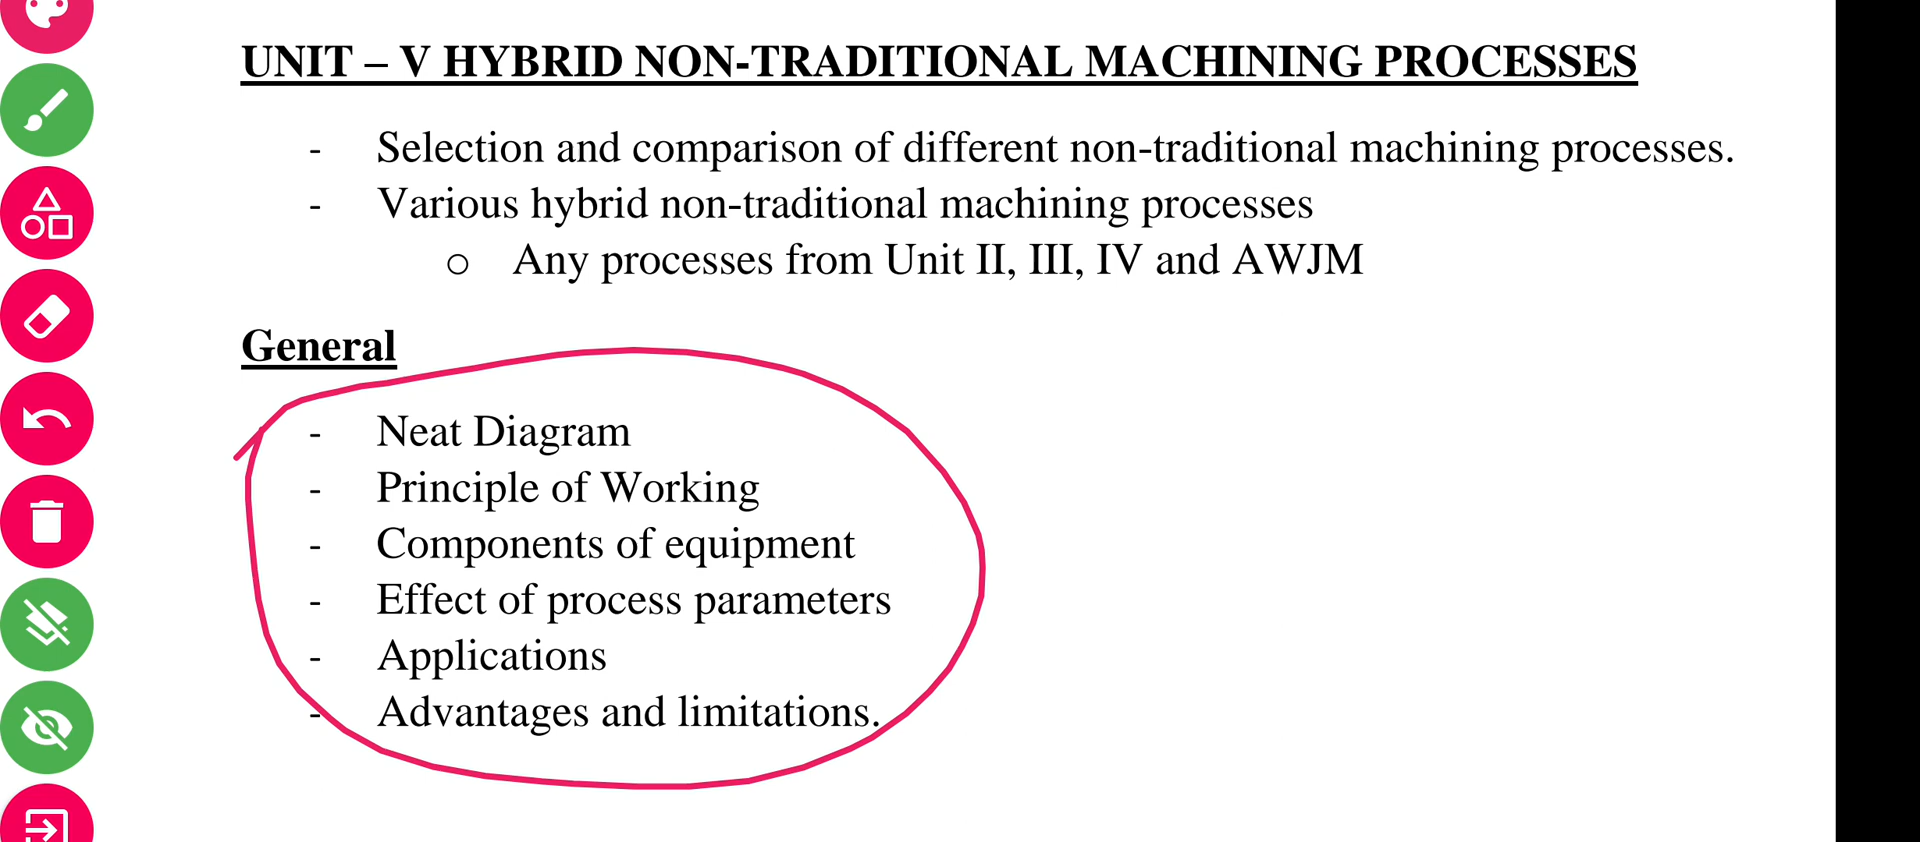 UNIT – V HYBRID NON-TRADITIONAL MACHINING PROCESSES
- Selection and comparison of different non-traditional machining processes.
- Various hybrid non-traditional machining processes
o Any processes from Unit II, III, IV and AWJM
General
- Neat Diagram
- Principle of Working
- Components of equipment
- Effect of process parameters
- Applications
- Advantages and limitations.